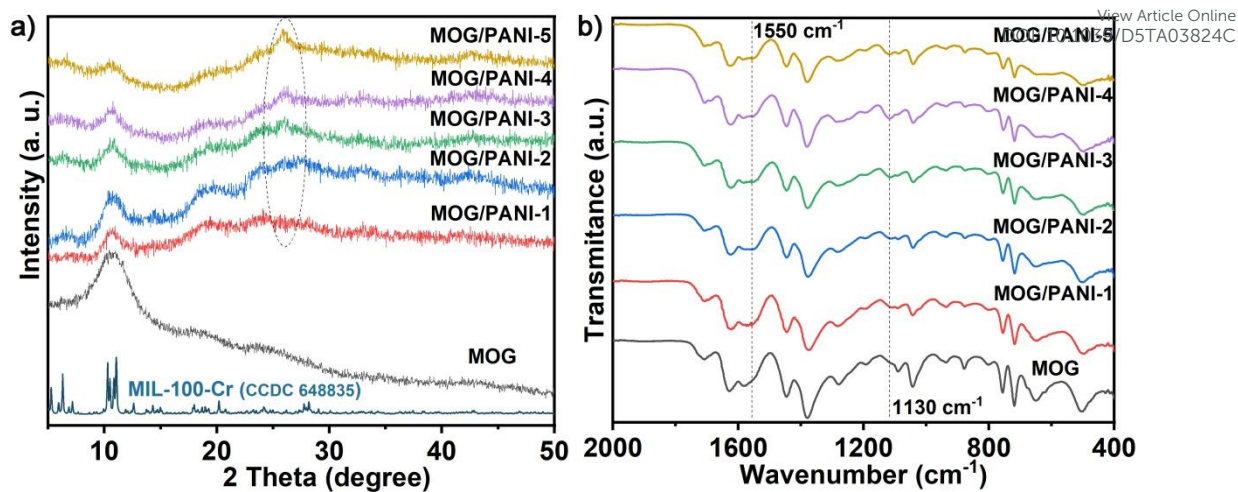 View Article Online
/D5TA03824C
a)
MOG/PANI-5
MOG/PANI-4
MOG/PANI-3
MOG/PANI-2
MOG/PANI-1
MOG
MIL-100-Cr (CCDC 648835)
Intensity (a. u.)
10
20
30
40
50
2 Theta (degree)
b)
1550 cm-1
MOG/PANI-5
MOG/PANI-4
MOG/PANI-3
MOG/PANI-2
MOG/PANI-1
MOG
1130 cm-1
Transmitance (a.u.)
2000
1600
1200
800
400
Wavenumber (cm-1)